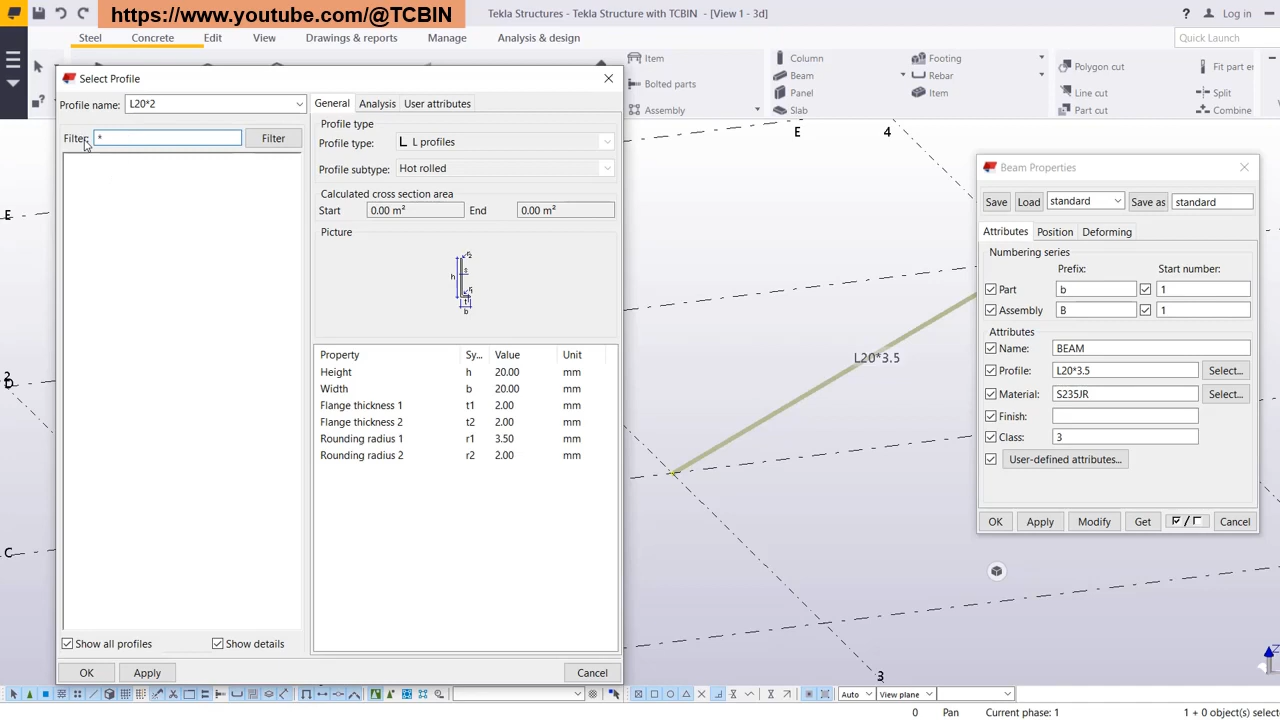 https://www.youtube.com/@TCBIN
Tekla Structures - Tekla Structure with TCBIN - [View 1 - 3d]
? Log in
Steel Concrete Edit View Drawings & reports Manage Analysis & design
Quick Launch
Item Column Footing Polygon cut Fit part er
Bolted parts Beam Rebar Line cut Split
Assembly Panel Item Part cut Combine
Slab
Select Profile
Profile name: L20*2
Filter: * Filter
Show all profiles Show details
OK Apply Cancel
General Analysis User attributes
Profile type
Profile type: L profiles
Profile subtype: Hot rolled
Calculated cross section area
Start 0.00 m² End 0.00 m²
Picture
h
s
r2
r1
t
b
Property Sy... Value Unit
Height h 20.00 mm
Width b 20.00 mm
Flange thickness 1 t1 2.00 mm
Flange thickness 2 t2 2.00 mm
Rounding radius 1 r1 3.50 mm
Rounding radius 2 r2 2.00 mm
E 4
E
2
D
C
3
L20*3.5
Z
Beam Properties
Save Load standard Save as standard
Attributes Position Deforming
Numbering series
Prefix: Start number:
Part b 1
Assembly B 1
Attributes
Name: BEAM
Profile: L20*3.5 Select...
Material: S235JR Select...
Finish:
Class: 3
User-defined attributes...
OK Apply Modify Get / Cancel
Auto View plane
0 Pan Current phase: 1 1 + 0 object(s) select